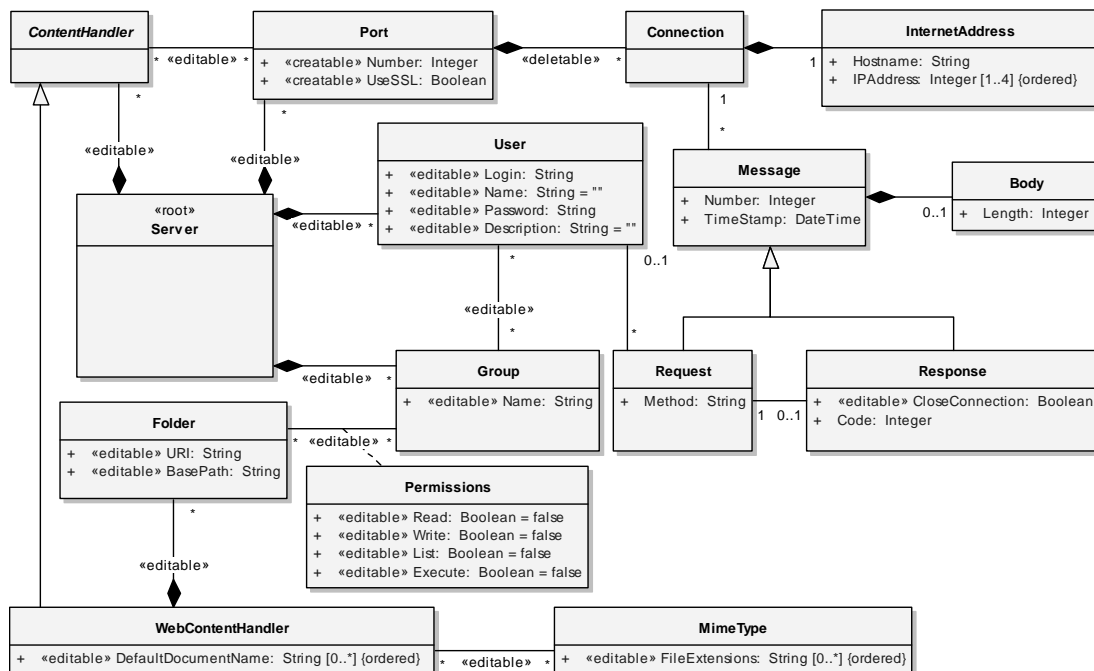 ContentHandler
Port
+ «creatable» Number: Integer
+ «creatable» UseSSL: Boolean
Connection
InternetAddress
+ Hostname: String
+ IPAddress: Integer [1..4] {ordered}
* «editable» *
«deletable» *
1
*
*
1
*
«editable»
«editable»
User
+ «editable» Login: String
+ «editable» Name: String = ""
+ «editable» Password: String
+ «editable» Description: String = ""
Message
+ Number: Integer
+ TimeStamp: DateTime
Body
+ Length: Integer
0..1
«root»
Server
«editable» *
*
0..1
«editable»
*
*
«editable» *
Group
+ «editable» Name: String
Request
+ Method: String
1 0..1
Response
+ «editable» CloseConnection: Boolean
+ Code: Integer
Folder
+ «editable» URI: String
+ «editable» BasePath: String
* «editable» *
Permissions
+ «editable» Read: Boolean = false
+ «editable» Write: Boolean = false
+ «editable» List: Boolean = false
+ «editable» Execute: Boolean = false
*
«editable»
WebContentHandler
+ «editable» DefaultDocumentName: String [0..*] {ordered}
* «editable» *
MimeType
+ «editable» FileExtensions: String [0..*] {ordered}